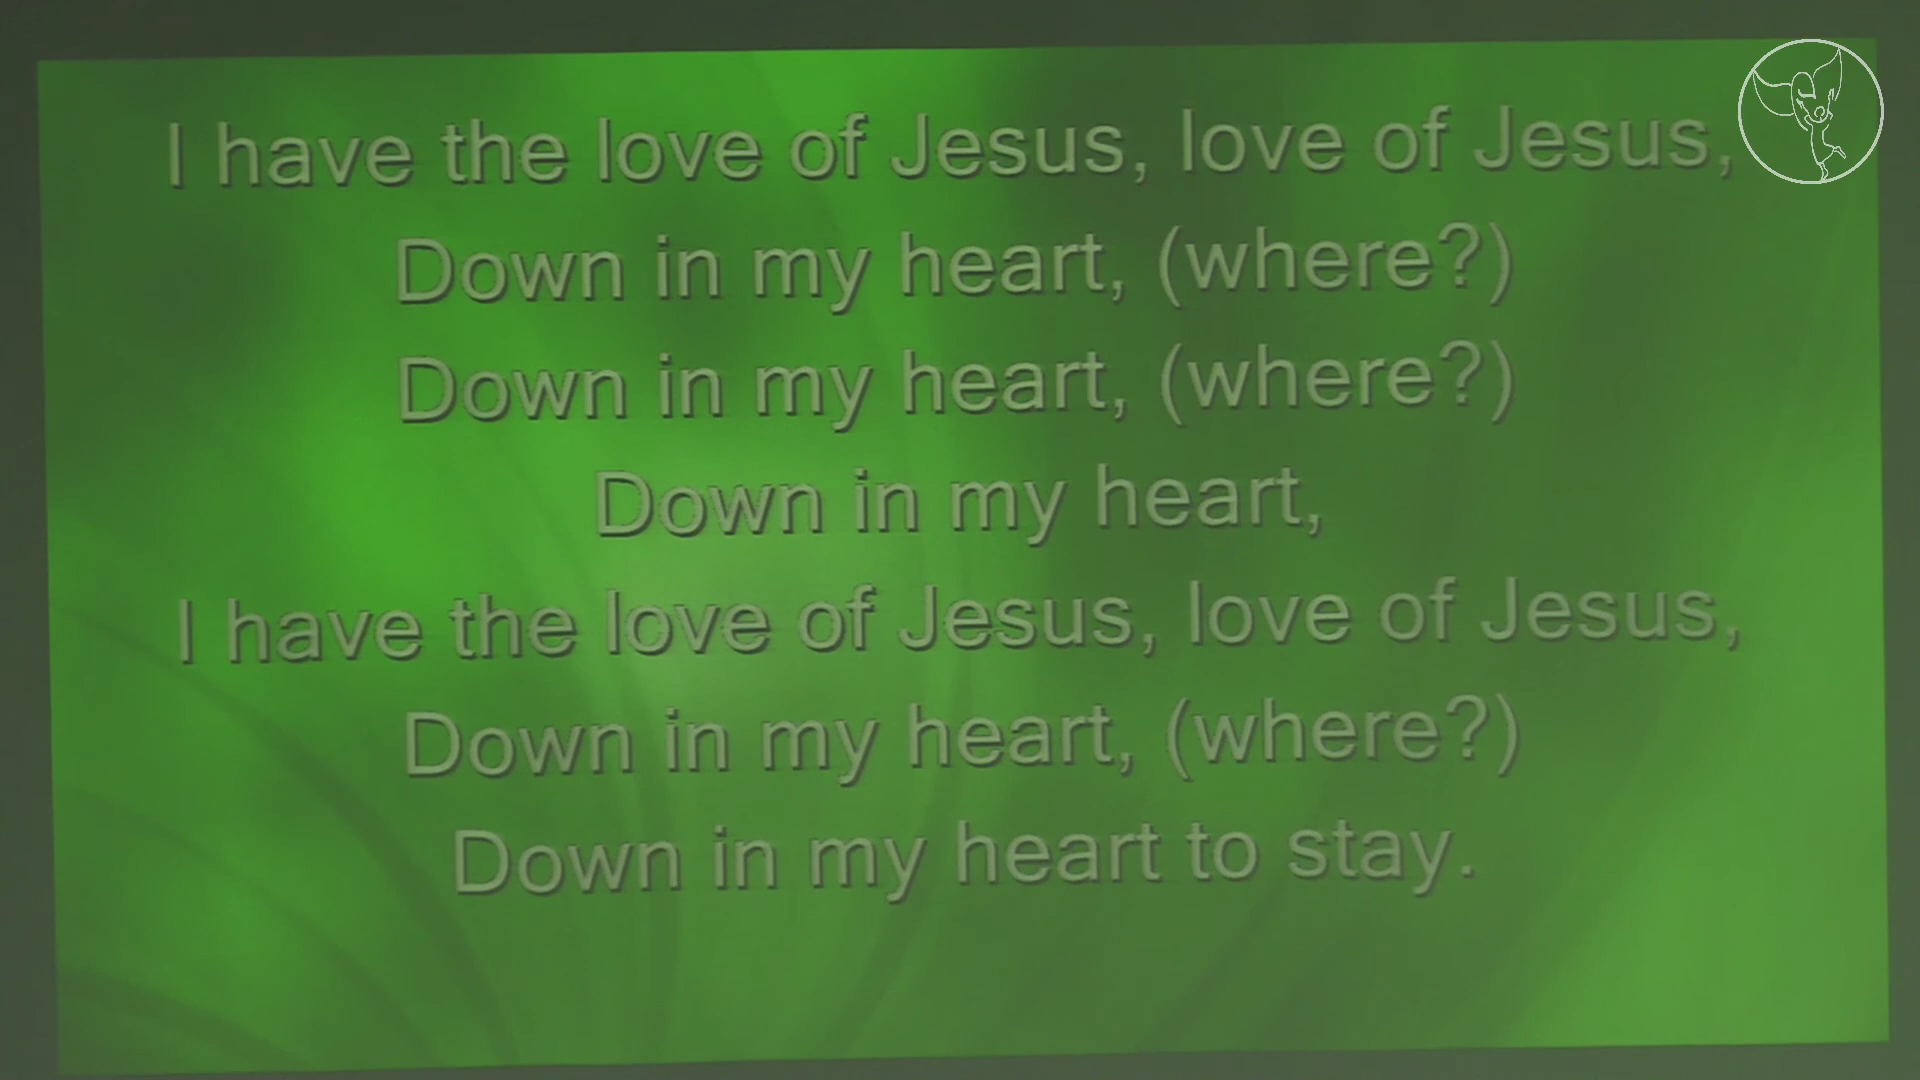 I have the love of Jesus, love of Jesus,
Down in my heart, (where?)
Down in my heart, (where?)
Down in my heart,
I have the love of Jesus, love of Jesus,
Down in my heart, (where?)
Down in my heart to stay.